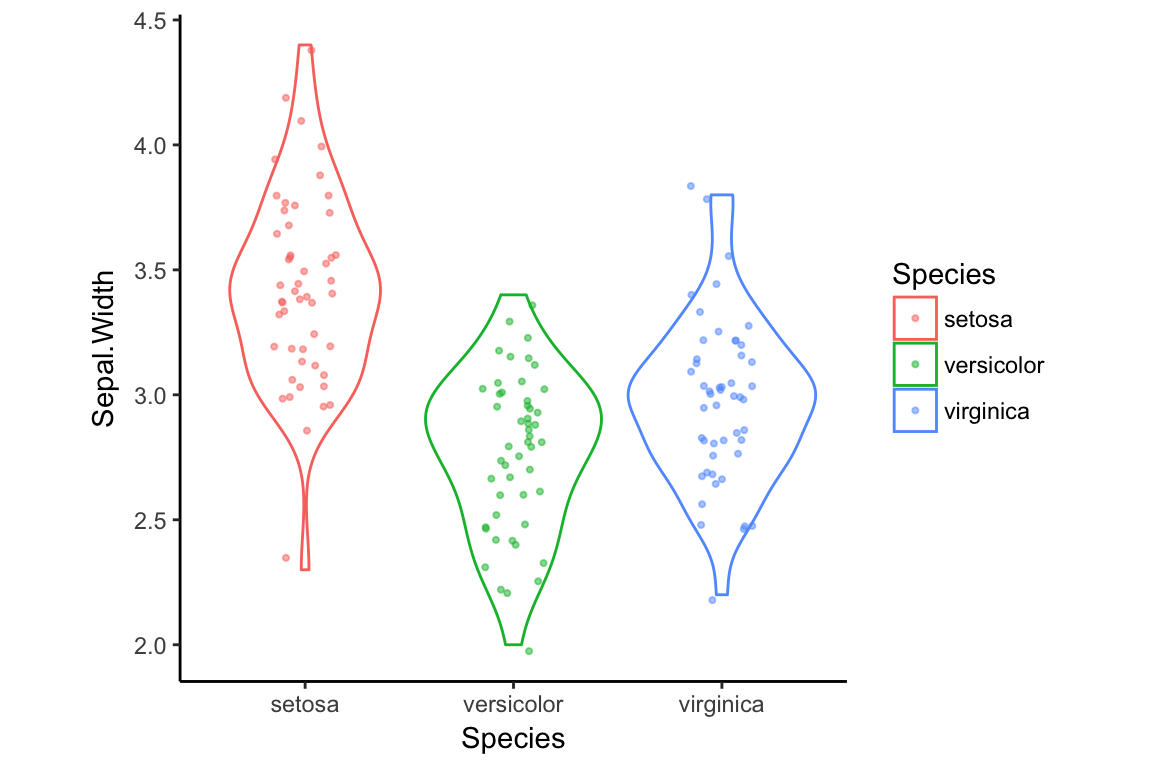 4.5
4.0
3.5
3.0
2.5
2.0
Sepal.Width
setosa
versicolor
virginica
Species
Species
setosa
versicolor
virginica